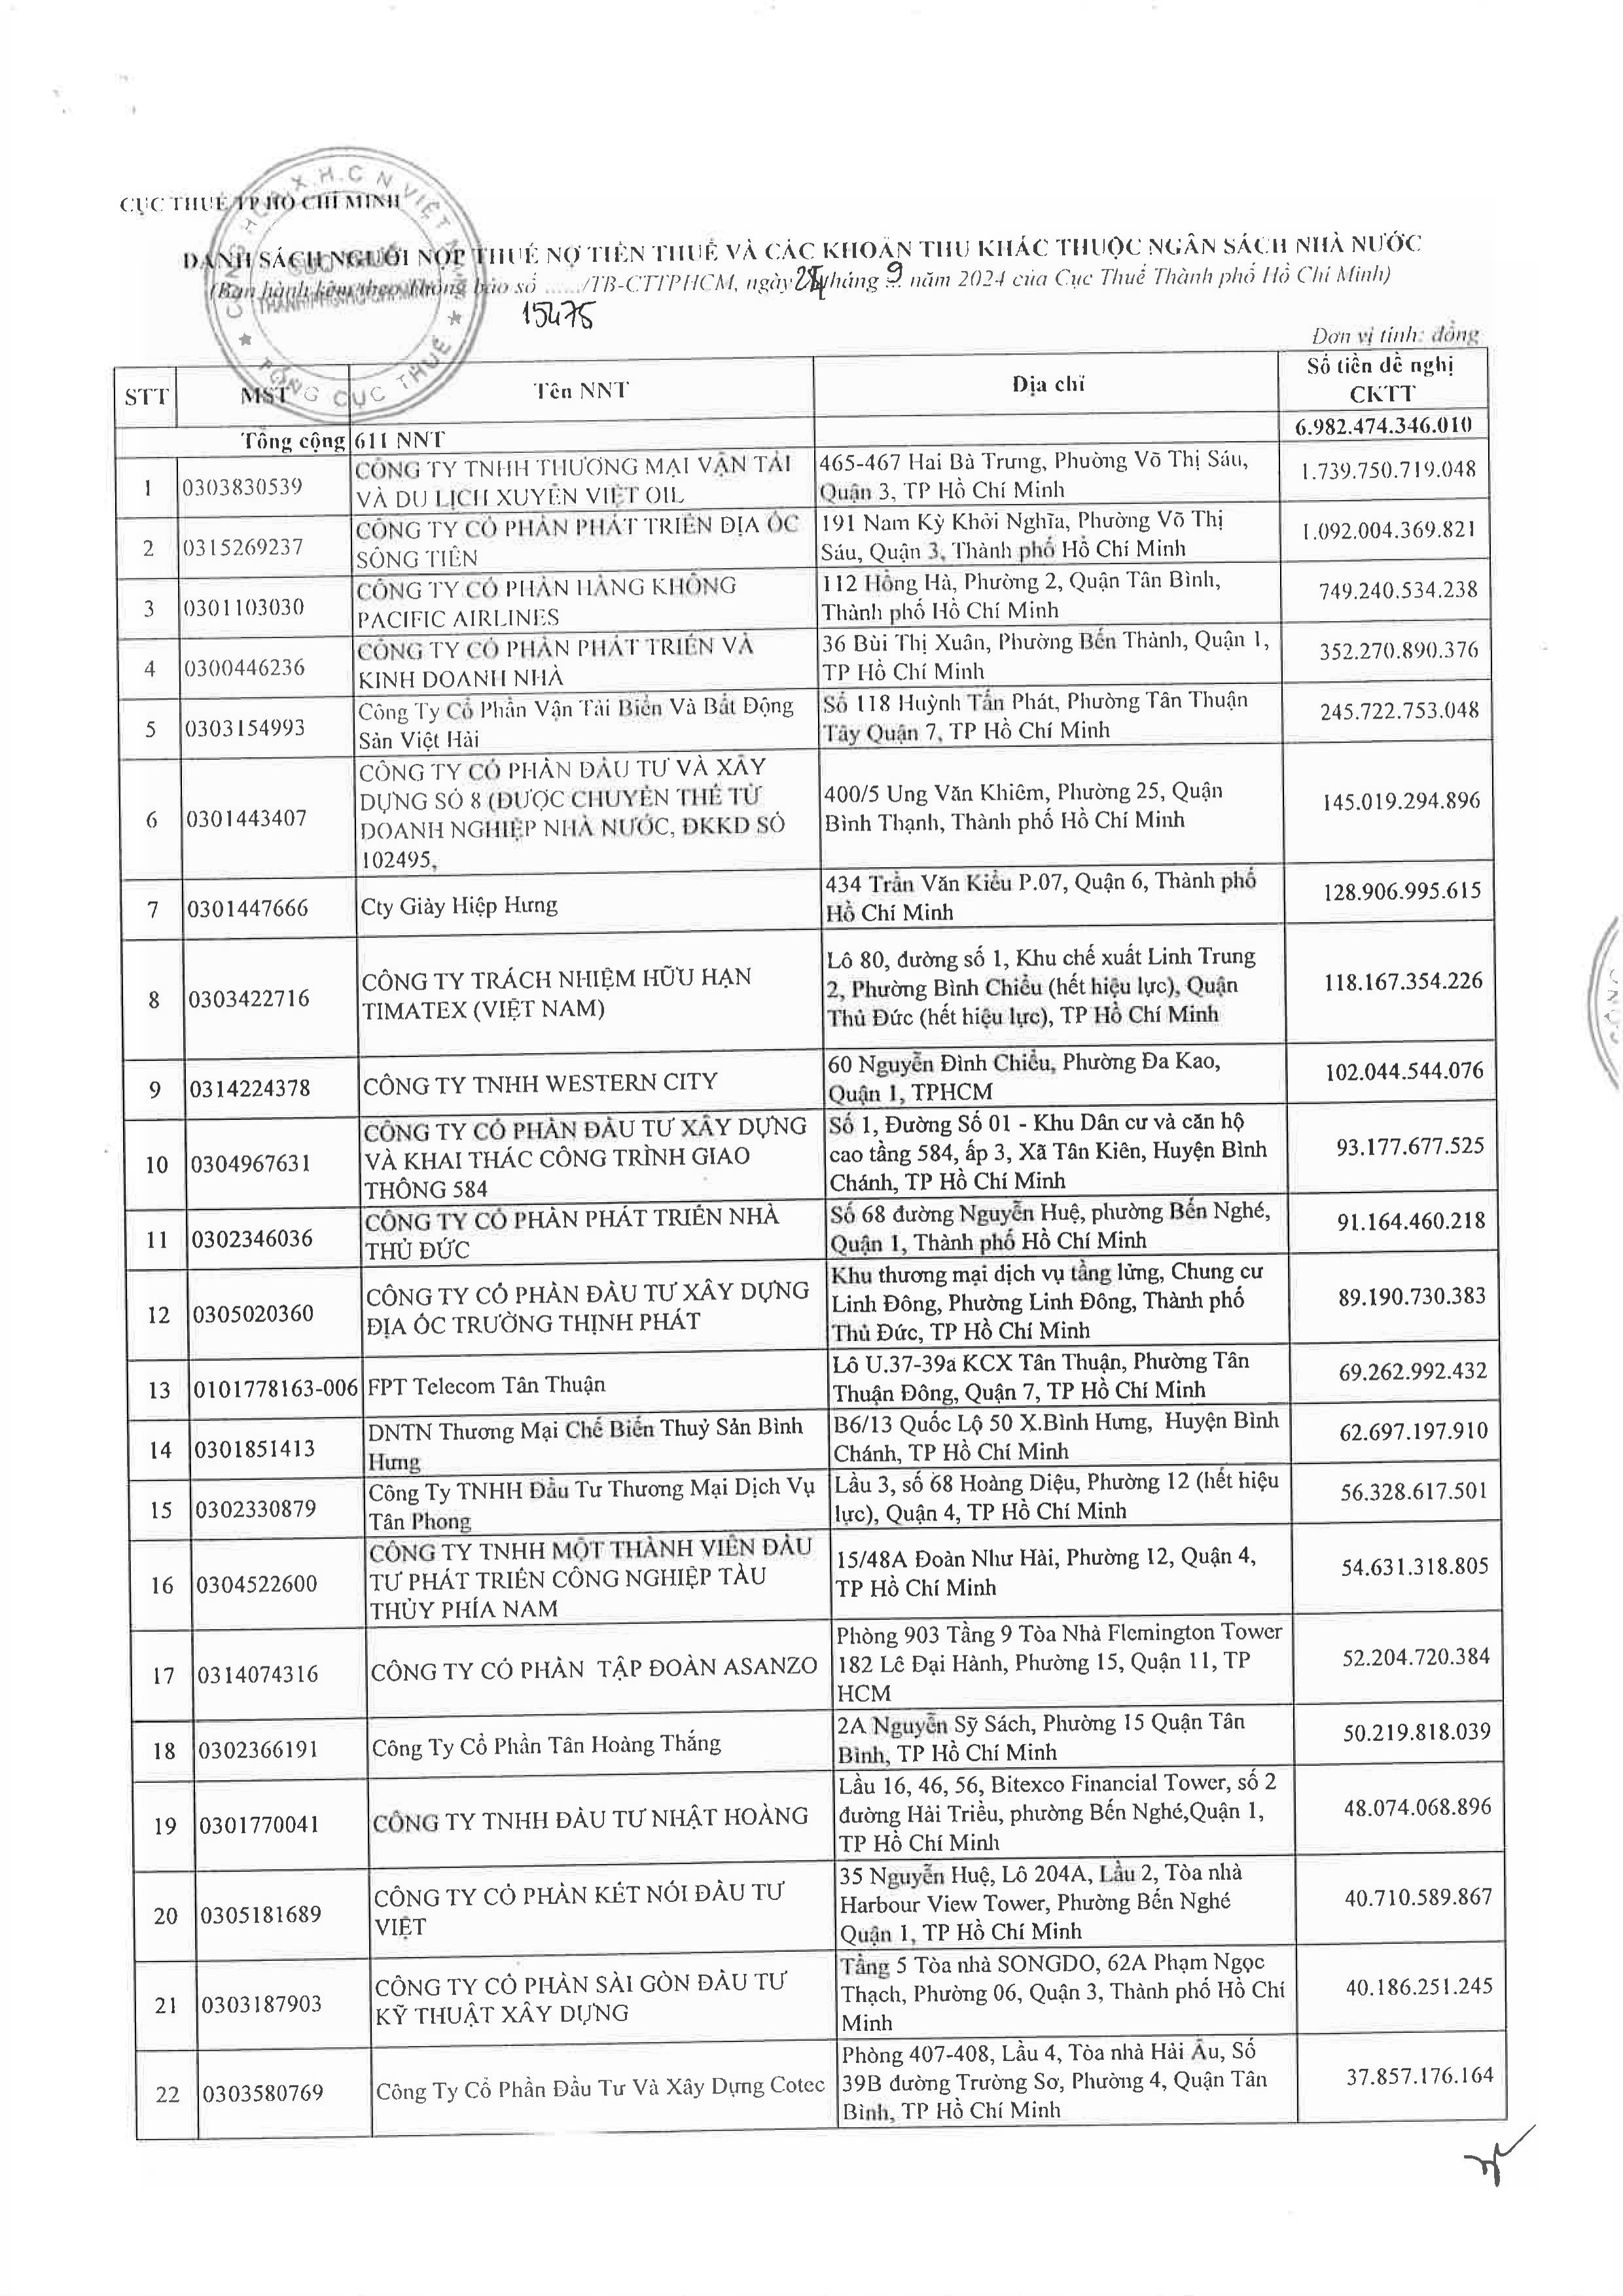 CỤC THUẾ TP HỒ CHÍ MINH
DANH SÁCH NGƯỜI NỘP THUẾ NỢ TIỀN THUẾ VÀ CÁC KHOẢN THU KHÁC THUỘC NGÂN SÁCH NHÀ NƯỚC
(Ban hành kèm theo Thông báo số ....../TB-CTTPHCM, ngày 24 tháng 9 năm 2024 của Cục Thuế Thành phố Hồ Chí Minh)
15475
Đơn vị tính: đồng
STT MST Tên NNT Địa chỉ Số tiền đề nghị
CKTT
Tổng cộng 611 NNT 6.982.474.346.010
1 0303830539 CÔNG TY TNHH THƯƠNG MẠI VẬN TẢI
VÀ DU LỊCH XUYÊN VIỆT OIL
465-467 Hai Bà Trưng, Phường Võ Thị Sáu,
Quận 3, TP Hồ Chí Minh
1.739.750.719.048
2 0315269237 CÔNG TY CỔ PHẦN PHÁT TRIỂN ĐỊA ỐC
SÔNG TIÊN
191 Nam Kỳ Khởi Nghĩa, Phường Võ Thị
Sáu, Quận 3, Thành phố Hồ Chí Minh
1.092.004.369.821
3 0301103030 CÔNG TY CỔ PHẦN HÀNG KHÔNG
PACIFIC AIRLINES
112 Hồng Hà, Phường 2, Quận Tân Bình,
Thành phố Hồ Chí Minh
749.240.534.238
4 0300446236 CÔNG TY CỔ PHẦN PHÁT TRIỂN VÀ
KINH DOANH NHÀ
36 Bùi Thị Xuân, Phường Bến Thành, Quận 1,
TP Hồ Chí Minh
352.270.890.376
5 0303154993 Công Ty Cổ Phần Vận Tải Biển Và Bất Động
Sản Việt Hải
Số 118 Huỳnh Tấn Phát, Phường Tân Thuận
Tây Quận 7, TP Hồ Chí Minh
245.722.753.048
6 0301443407 CÔNG TY CỔ PHẦN ĐẦU TƯ VÀ XÂY
DỰNG SỐ 8 (ĐƯỢC CHUYỂN THỂ TỪ
DOANH NGHIỆP NHÀ NƯỚC, ĐKKD SỐ
102495,
400/5 Ung Văn Khiêm, Phường 25, Quận
Bình Thạnh, Thành phố Hồ Chí Minh
145.019.294.896
7 0301447666 Cty Giày Hiệp Hưng
434 Trần Văn Kiểu P.07, Quận 6, Thành phố
Hồ Chí Minh
128.906.995.615
8 0303422716 CÔNG TY TRÁCH NHIỆM HỮU HẠN
TIMATEX (VIỆT NAM)
Lô 80, đường số 1, Khu chế xuất Linh Trung
2, Phường Bình Chiểu (hết hiệu lực), Quận
Thủ Đức (hết hiệu lực), TP Hồ Chí Minh
118.167.354.226
9 0314224378 CÔNG TY TNHH WESTERN CITY
60 Nguyễn Đình Chiểu, Phường Đa Kao,
Quận 1, TPHCM
102.044.544.076
10 0304967631 CÔNG TY CỔ PHẦN ĐẦU TƯ XÂY DỰNG
VÀ KHAI THÁC CÔNG TRÌNH GIAO
THÔNG 584
Số 1, Đường Số 01 - Khu Dân cư và căn hộ
cao tầng 584, ấp 3, Xã Tân Kiên, Huyện Bình
Chánh, TP Hồ Chí Minh
93.177.677.525
11 0302346036 CÔNG TY CỔ PHẦN PHÁT TRIỂN NHÀ
THỦ ĐỨC
Số 68 đường Nguyễn Huệ, phường Bến Nghé,
Quận 1, Thành phố Hồ Chí Minh
91.164.460.218
12 0305020360 CÔNG TY CỔ PHẦN ĐẦU TƯ XÂY DỰNG
ĐỊA ỐC TRƯỜNG THỊNH PHÁT
Khu thương mại dịch vụ tầng lửng, Chung cư
Linh Đông, Phường Linh Đông, Thành phố
Thủ Đức, TP Hồ Chí Minh
89.190.730.383
13 0101778163-006 FPT Telecom Tân Thuận
Lô U.37-39a KCX Tân Thuận, Phường Tân
Thuận Đông, Quận 7, TP Hồ Chí Minh
69.262.992.432
14 0301851413 DNTN Thương Mại Chế Biến Thuỷ Sản Bình
Hưng
B6/13 Quốc Lộ 50 X.Bình Hưng, Huyện Bình
Chánh, TP Hồ Chí Minh
62.697.197.910
15 0302330879 Công Ty TNHH Đầu Tư Thương Mại Dịch Vụ
Tân Phong
Lầu 3, số 68 Hoàng Diệu, Phường 12 (hết hiệu
lực), Quận 4, TP Hồ Chí Minh
56.328.617.501
16 0304522600 CÔNG TY TNHH MỘT THÀNH VIÊN ĐẦU
TƯ PHÁT TRIỂN CÔNG NGHIỆP TÀU
THỦY PHÍA NAM
15/48A Đoàn Như Hài, Phường 12, Quận 4,
TP Hồ Chí Minh
54.631.318.805
17 0314074316 CÔNG TY CỔ PHẦN TẬP ĐOÀN ASANZO
Phòng 903 Tầng 9 Tòa Nhà Flemington Tower
182 Lê Đại Hành, Phường 15, Quận 11, TP
HCM
52.204.720.384
18 0302366191 Công Ty Cổ Phần Tân Hoàng Thắng
2A Nguyễn Sỹ Sách, Phường 15 Quận Tân
Bình, TP Hồ Chí Minh
50.219.818.039
19 0301770041 CÔNG TY TNHH ĐẦU TƯ NHẬT HOÀNG
Lầu 16, 46, 56, Bitexco Financial Tower, số 2
đường Hải Triều, phường Bến Nghé,Quận 1,
TP Hồ Chí Minh
48.074.068.896
20 0305181689 CÔNG TY CỔ PHẦN KẾT NỐI ĐẦU TƯ
VIỆT
35 Nguyễn Huệ, Lô 204A, Lầu 2, Tòa nhà
Harbour View Tower, Phường Bến Nghé
Quận 1, TP Hồ Chí Minh
40.710.589.867
21 0303187903 CÔNG TY CỔ PHẦN SÀI GÒN ĐẦU TƯ
KỸ THUẬT XÂY DỰNG
Tầng 5 Tòa nhà SONGDO, 62A Phạm Ngọc
Thạch, Phường 06, Quận 3, Thành phố Hồ Chí
Minh
40.186.251.245
22 0303580769 Công Ty Cổ Phần Đầu Tư Và Xây Dựng Cotec
Phòng 407-408, Lầu 4, Tòa nhà Hải Âu, Số
39B đường Trường Sơ, Phường 4, Quận Tân
Bình, TP Hồ Chí Minh
37.857.176.164